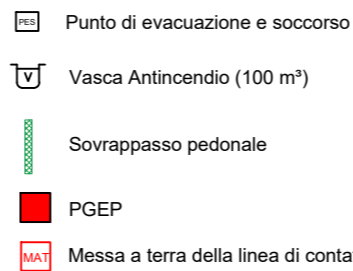 PES Punto di evacuazione e soccorso
V Vasca Antincendio (100 m³)
Sovrappasso pedonale
PGEP
MAT Messa a terra della linea di conta